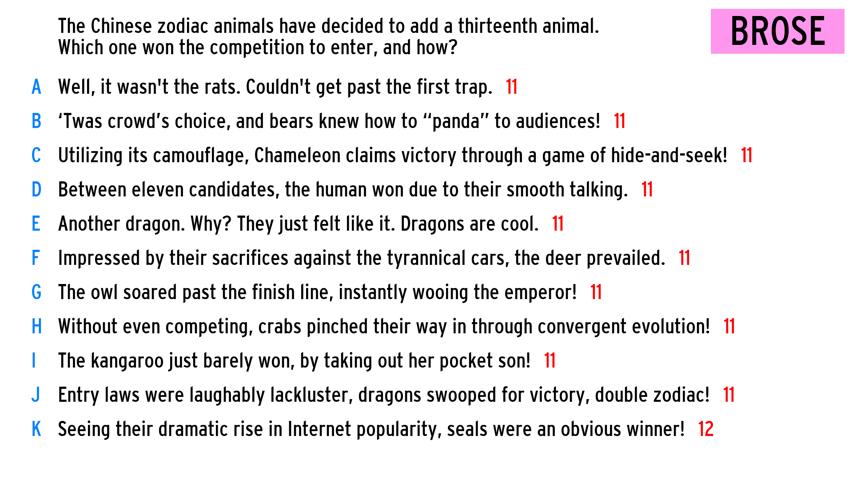 The Chinese zodiac animals have decided to add a thirteenth animal.
Which one won the competition to enter, and how?
BROSE
A Well, it wasn't the rats. Couldn't get past the first trap. 11
B ‘Twas crowd’s choice, and bears knew how to “panda” to audiences! 11
C Utilizing its camouflage, Chameleon claims victory through a game of hide-and-seek! 11
D Between eleven candidates, the human won due to their smooth talking. 11
E Another dragon. Why? They just felt like it. Dragons are cool. 11
F Impressed by their sacrifices against the tyrannical cars, the deer prevailed. 11
G The owl soared past the finish line, instantly wooing the emperor! 11
H Without even competing, crabs pinched their way in through convergent evolution! 11
I The kangaroo just barely won, by taking out her pocket son! 11
J Entry laws were laughably lackluster, dragons swooped for victory, double zodiac! 11
K Seeing their dramatic rise in Internet popularity, seals were an obvious winner! 12